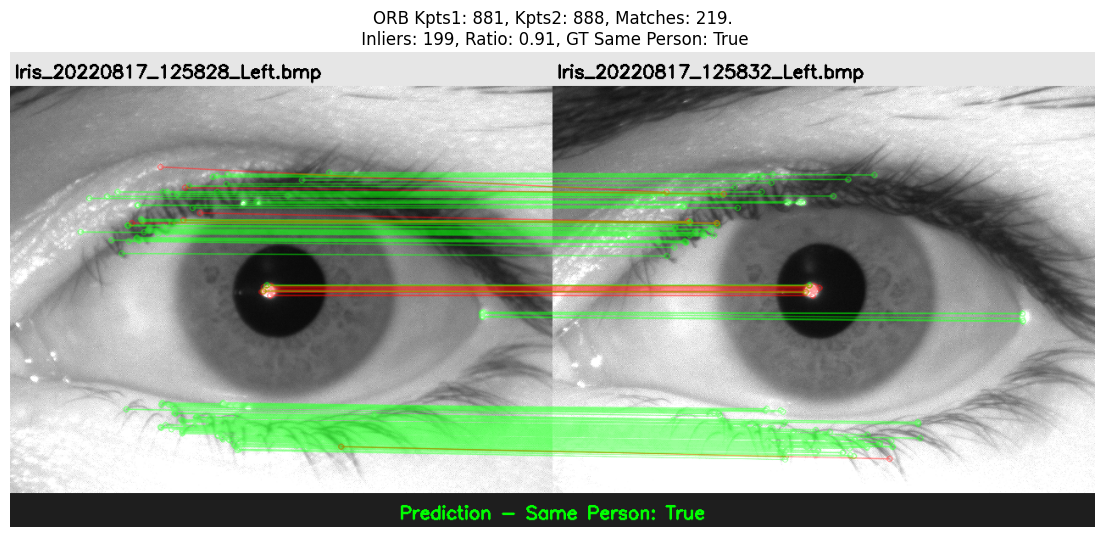 ORB Kpts1: 881, Kpts2: 888, Matches: 219.
Inliers: 199, Ratio: 0.91, GT Same Person: True
Iris_20220817_125828_Left.bmp
Iris_20220817_125832_Left.bmp
Prediction - Same Person: True